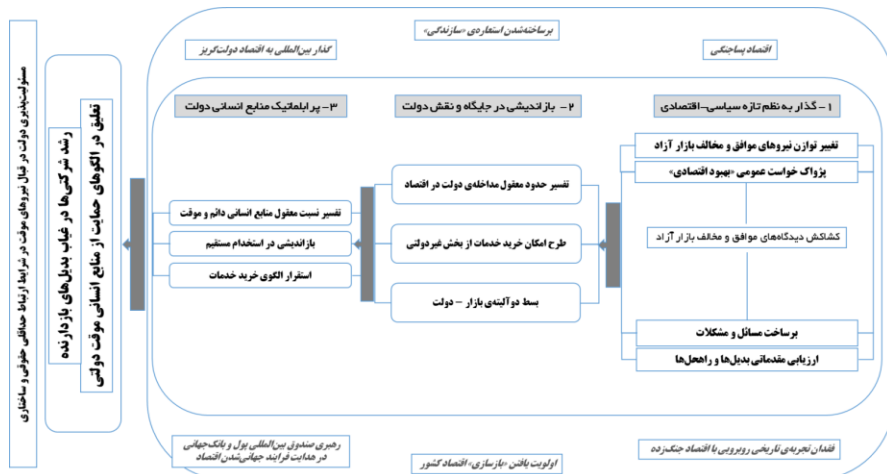 برساخته‌شدن استعاره‌ی «سازندگی»
اقتصاد پساجنگی
گذار بین‌المللی به اقتصاد دولت‌گریز
۱- گذار به نظم تازه سیاسی-اقتصادی
تغییر توازن نیروهای موافق و مخالف بازار آزاد
پژواک خواست عمومی «بهبود اقتصادی»
کشاکش دیدگاه‌های موافق و مخالف بازار آزاد
برساخت مسائل و مشکلات
ارزیابی مقدماتی بدیل‌ها و راهحل‌ها
۲- بازاندیشی در جایگاه و نقش دولت
تفسیر حدود معقول مداخله‌ی دولت در اقتصاد
طرح امکان خرید خدمات از بخش غیردولتی
بسط دوآلیته‌ی بازار – دولت
۳- پرابلماتیک منابع انسانی دولت
تفسیر نسبت معقول منابع انسانی دائم و موقت
بازاندیشی در استخدام مستقیم
استقرار الگوی خرید خدمات
فقدان تجربه‌ی تاریخی رویرویی با اقتصاد جنگ‌زده
اولویت یافتن «بازسازی» اقتصاد کشور
رهبری صندوق بین‌المللی پول و بانک‌جهانی
در هدایت فرایند جهانی‌شدن اقتصاد
تعلیق در الگوهای حمایت از منابع انسانی موقت دولتی
رشد شرکتی‌ها در غیاب بدیل‌های بازدارنده
مسئولیت‌پذیری دولت در قبال نیروهای موقت در شرایط ارتباط حداقلی حقوقی و ساختاری